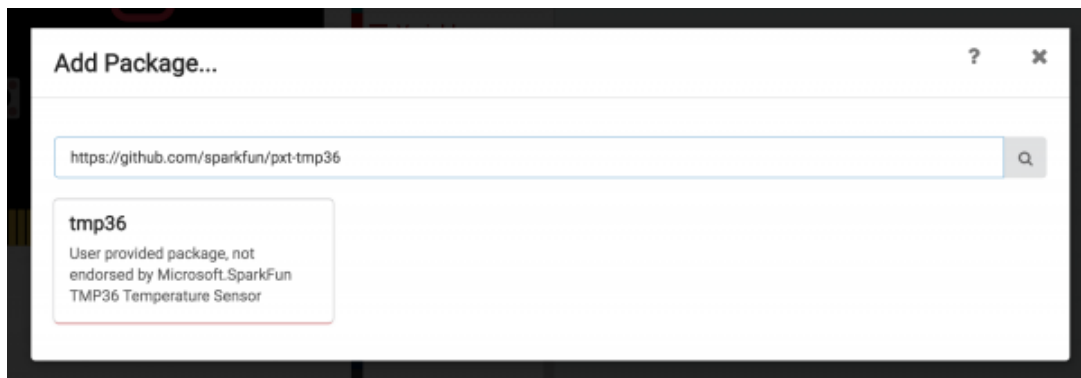 Add Package...
?
https://github.com/sparkfun/pxt-tmp36
tmp36
User provided package, not
endorsed by Microsoft.SparkFun
TMP36 Temperature Sensor